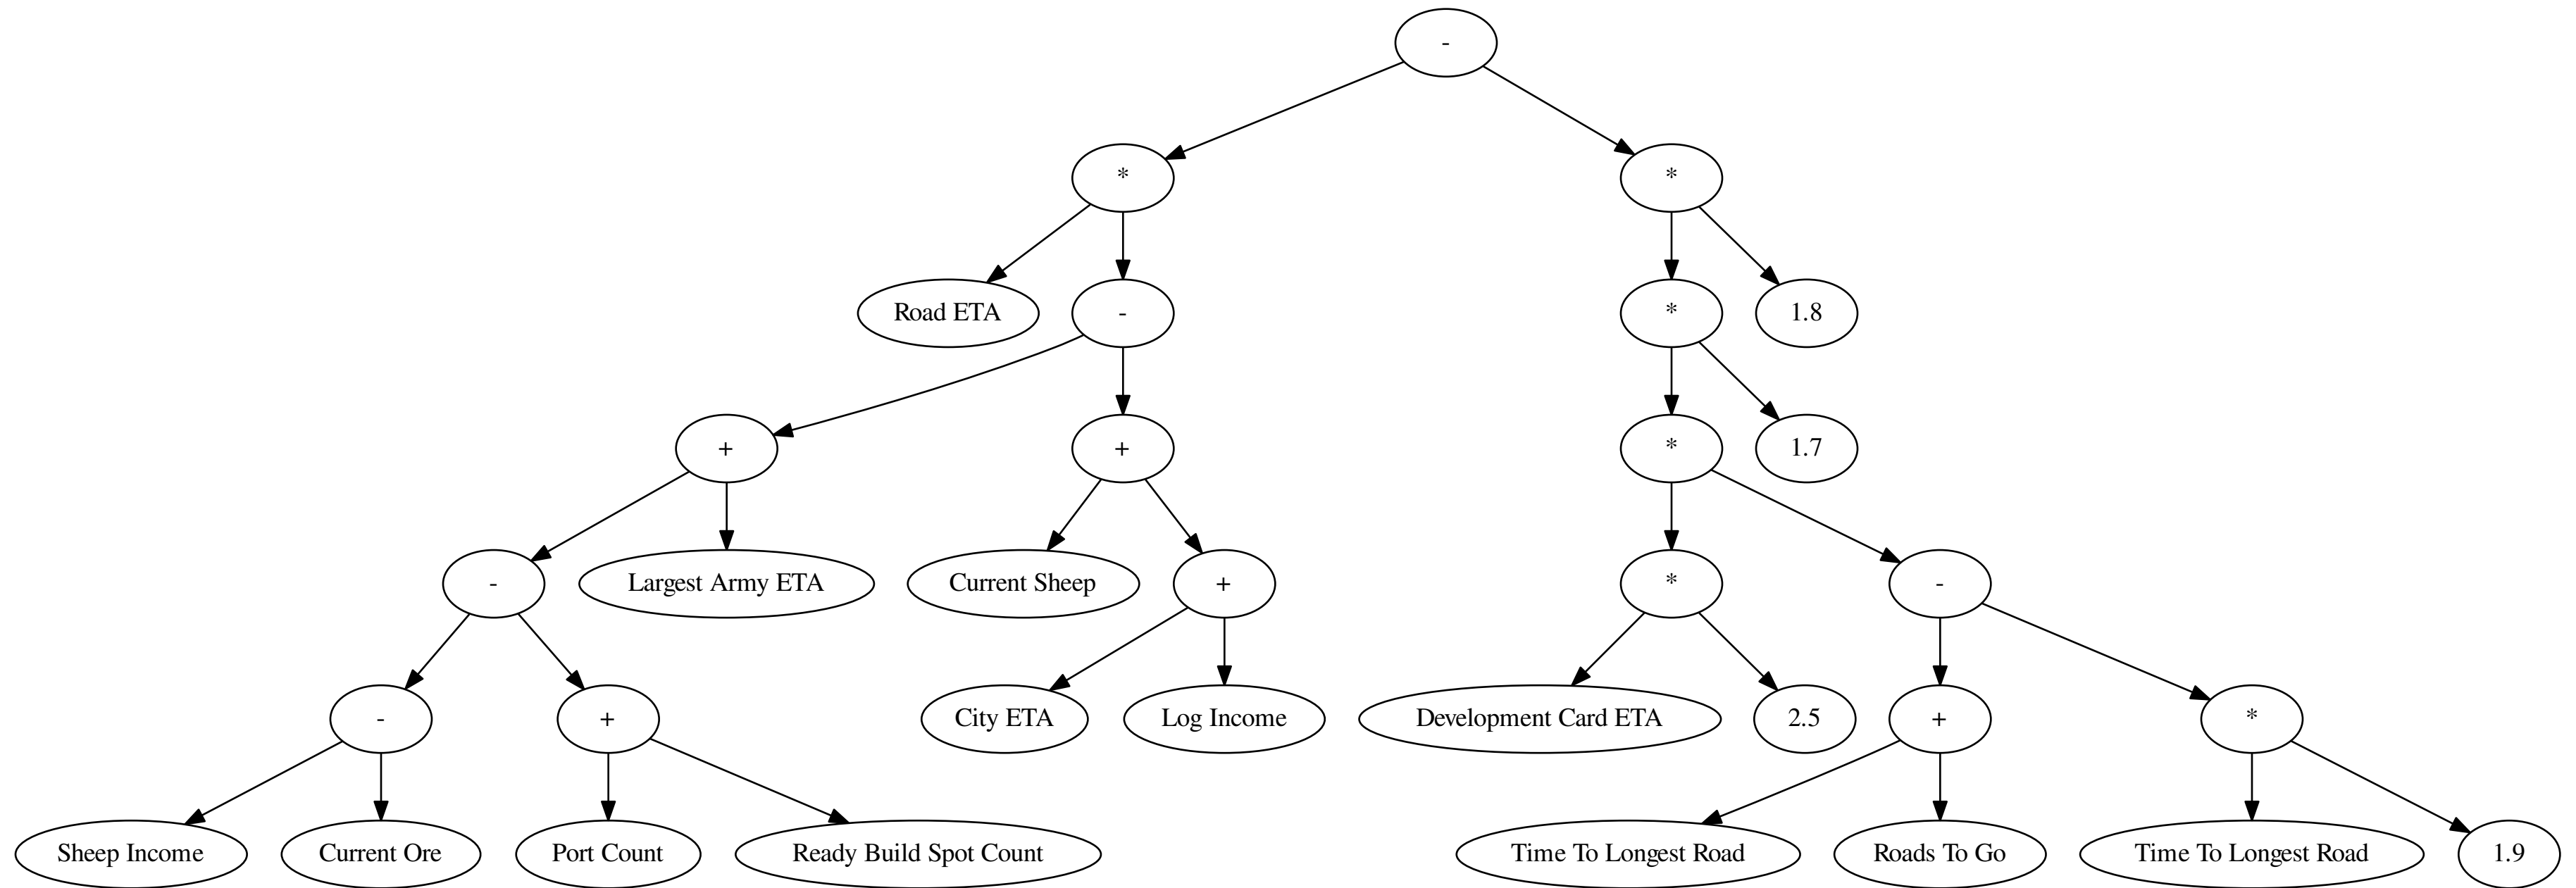 -
* *
Road ETA - * 1.8
+ + * 1.7
- Largest Army ETA Current Sheep + * -
- + City ETA Log Income Development Card ETA 2.5 + *
Sheep Income Current Ore Port Count Ready Build Spot Count Time To Longest Road Roads To Go Time To Longest Road 1.9